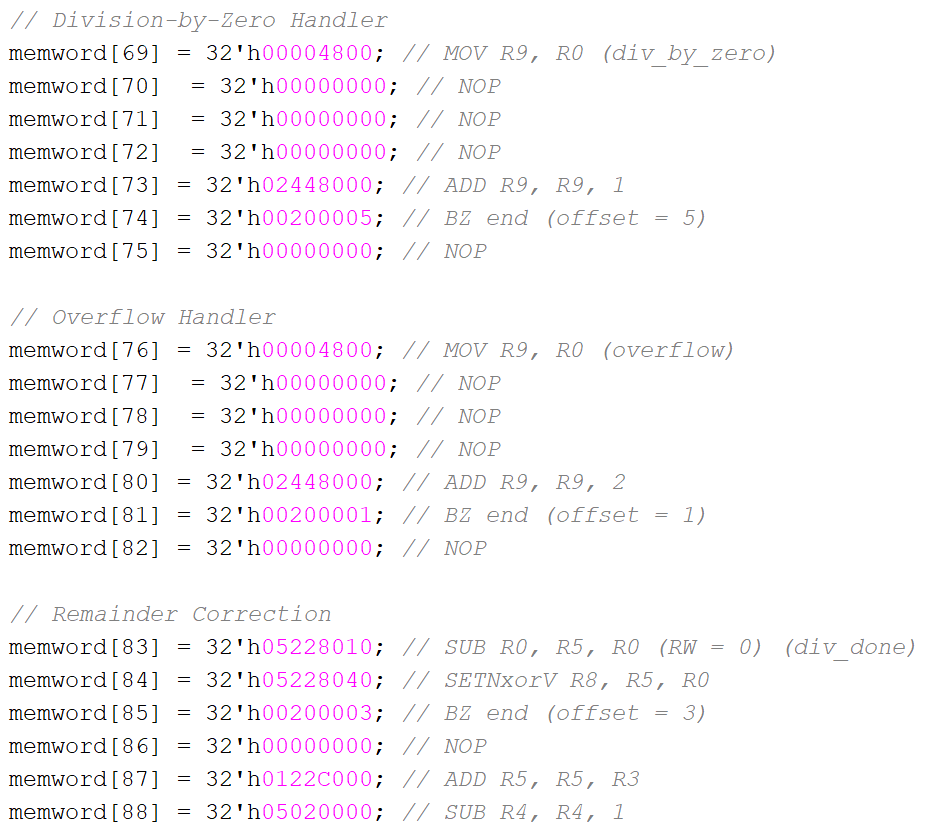 // Division-by-Zero Handler
memword[69] = 32'h00004800; // MOV R9, R0 (div_by_zero)
memword[70]  = 32'h00000000; // NOP
memword[71]  = 32'h00000000; // NOP
memword[72]  = 32'h00000000; // NOP
memword[73] = 32'h02448000; // ADD R9, R9, 1
memword[74] = 32'h00200005; // BZ end (offset = 5)
memword[75] = 32'h00000000; // NOP
// Overflow Handler
memword[76] = 32'h00004800; // MOV R9, R0 (overflow)
memword[77]  = 32'h00000000; // NOP
memword[78]  = 32'h00000000; // NOP
memword[79]  = 32'h00000000; // NOP
memword[80] = 32'h02448000; // ADD R9, R9, 2
memword[81] = 32'h00200001; // BZ end (offset = 1)
memword[82] = 32'h00000000; // NOP
// Remainder Correction
memword[83] = 32'h05228010; // SUB R0, R5, R0 (RW = 0) (div_done)
memword[84] = 32'h05228040; // SETNxorV R8, R5, R0
memword[85] = 32'h00200003; // BZ end (offset = 3)
memword[86] = 32'h00000000; // NOP
memword[87] = 32'h0122C000; // ADD R5, R5, R3
memword[88] = 32'h05020000; // SUB R4, R4, 1